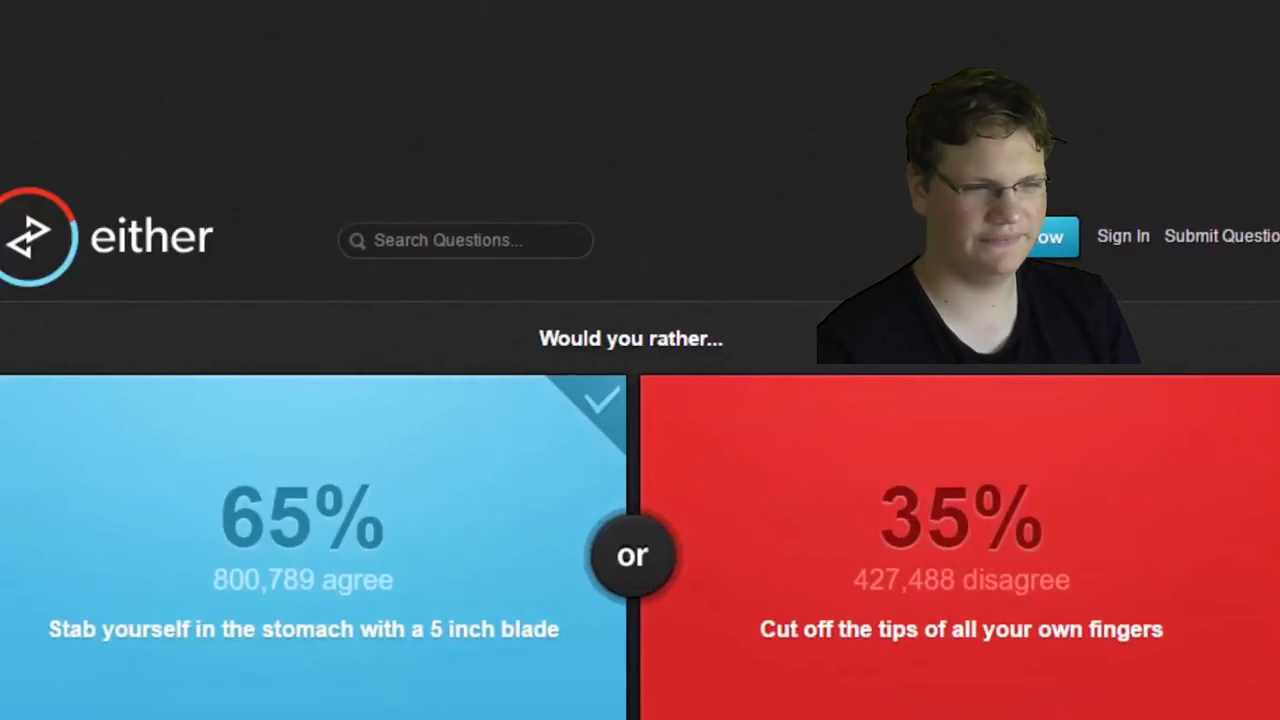 either
Search Questions...
ow
Sign In
Submit Questio
Would you rather...
65%
800,789 agree
Stab yourself in the stomach with a 5 inch blade
or
35%
427,488 disagree
Cut off the tips of all your own fingers